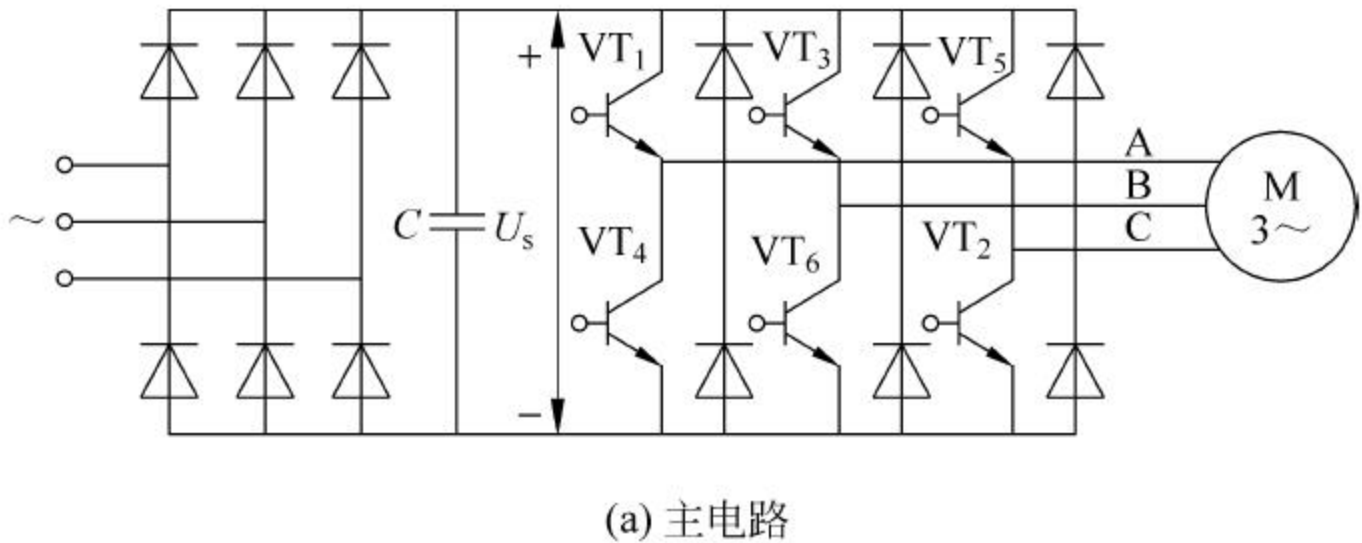 + VT₁ VT₃ VT₅
A
B M
~ C Uₛ C 3~
VT₄ VT₆ VT₂
−
(a) 主电路